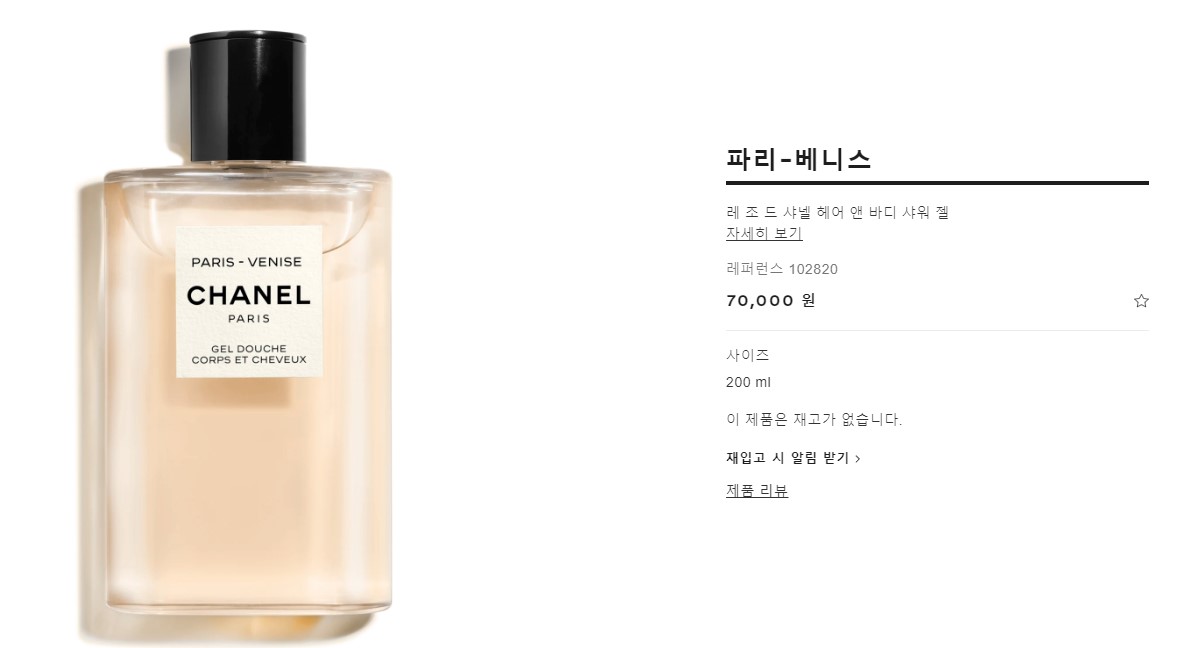 PARIS - VENISE
CHANEL
PARIS
GEL DOUCHE
CORPS ET CHEVEUX
파리-베니스
레 조 드 샤넬 헤어 앤 바디 샤워 젤
자세히 보기
레퍼런스 102820
70,000 원
사이즈
200 ml
이 제품은 재고가 없습니다.
재입고 시 알림 받기 >
제품 리뷰